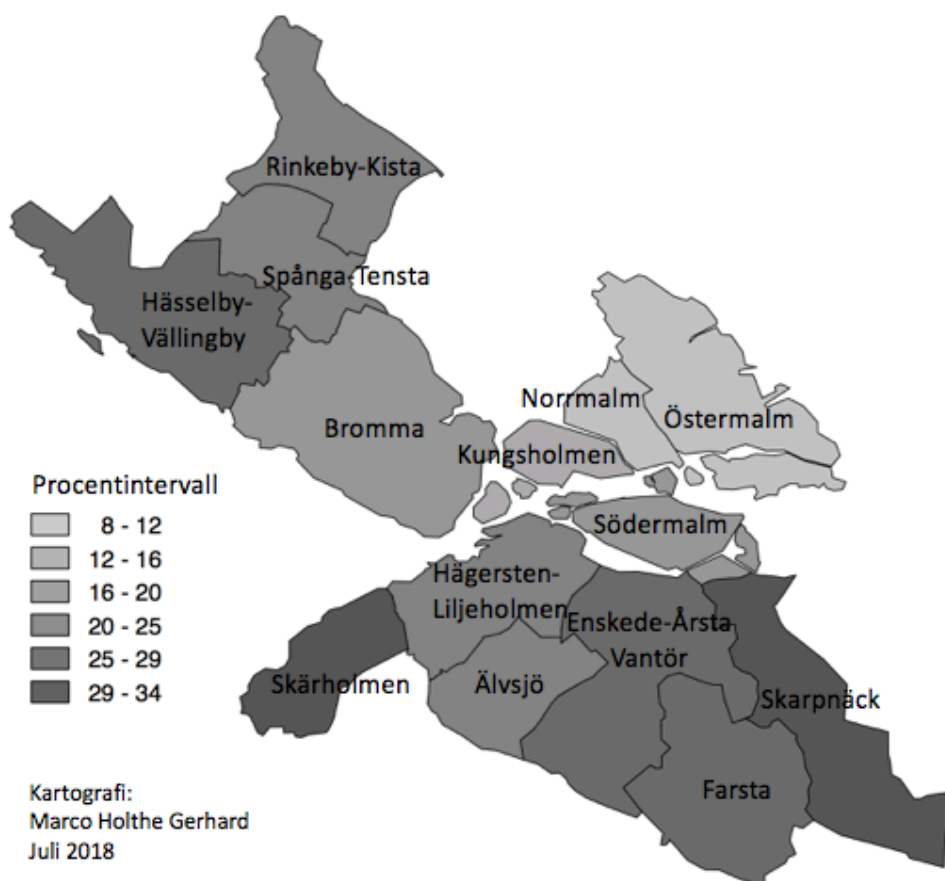 Rinkeby-Kista
Spånga-Tensta
Hässelby-
Vällingby
Bromma
Norrmalm
Östermalm
Kungsholmen
Södermalm
Hägersten-
Liljeholmen
Enskede-Årsta
Vantör
Skärholmen
Älvsjö
Skarpnäck
Farsta
Procentintervall
8 - 12
12 - 16
16 - 20
20 - 25
25 - 29
29 - 34
Kartografi:
Marco Holthe Gerhard
Juli 2018